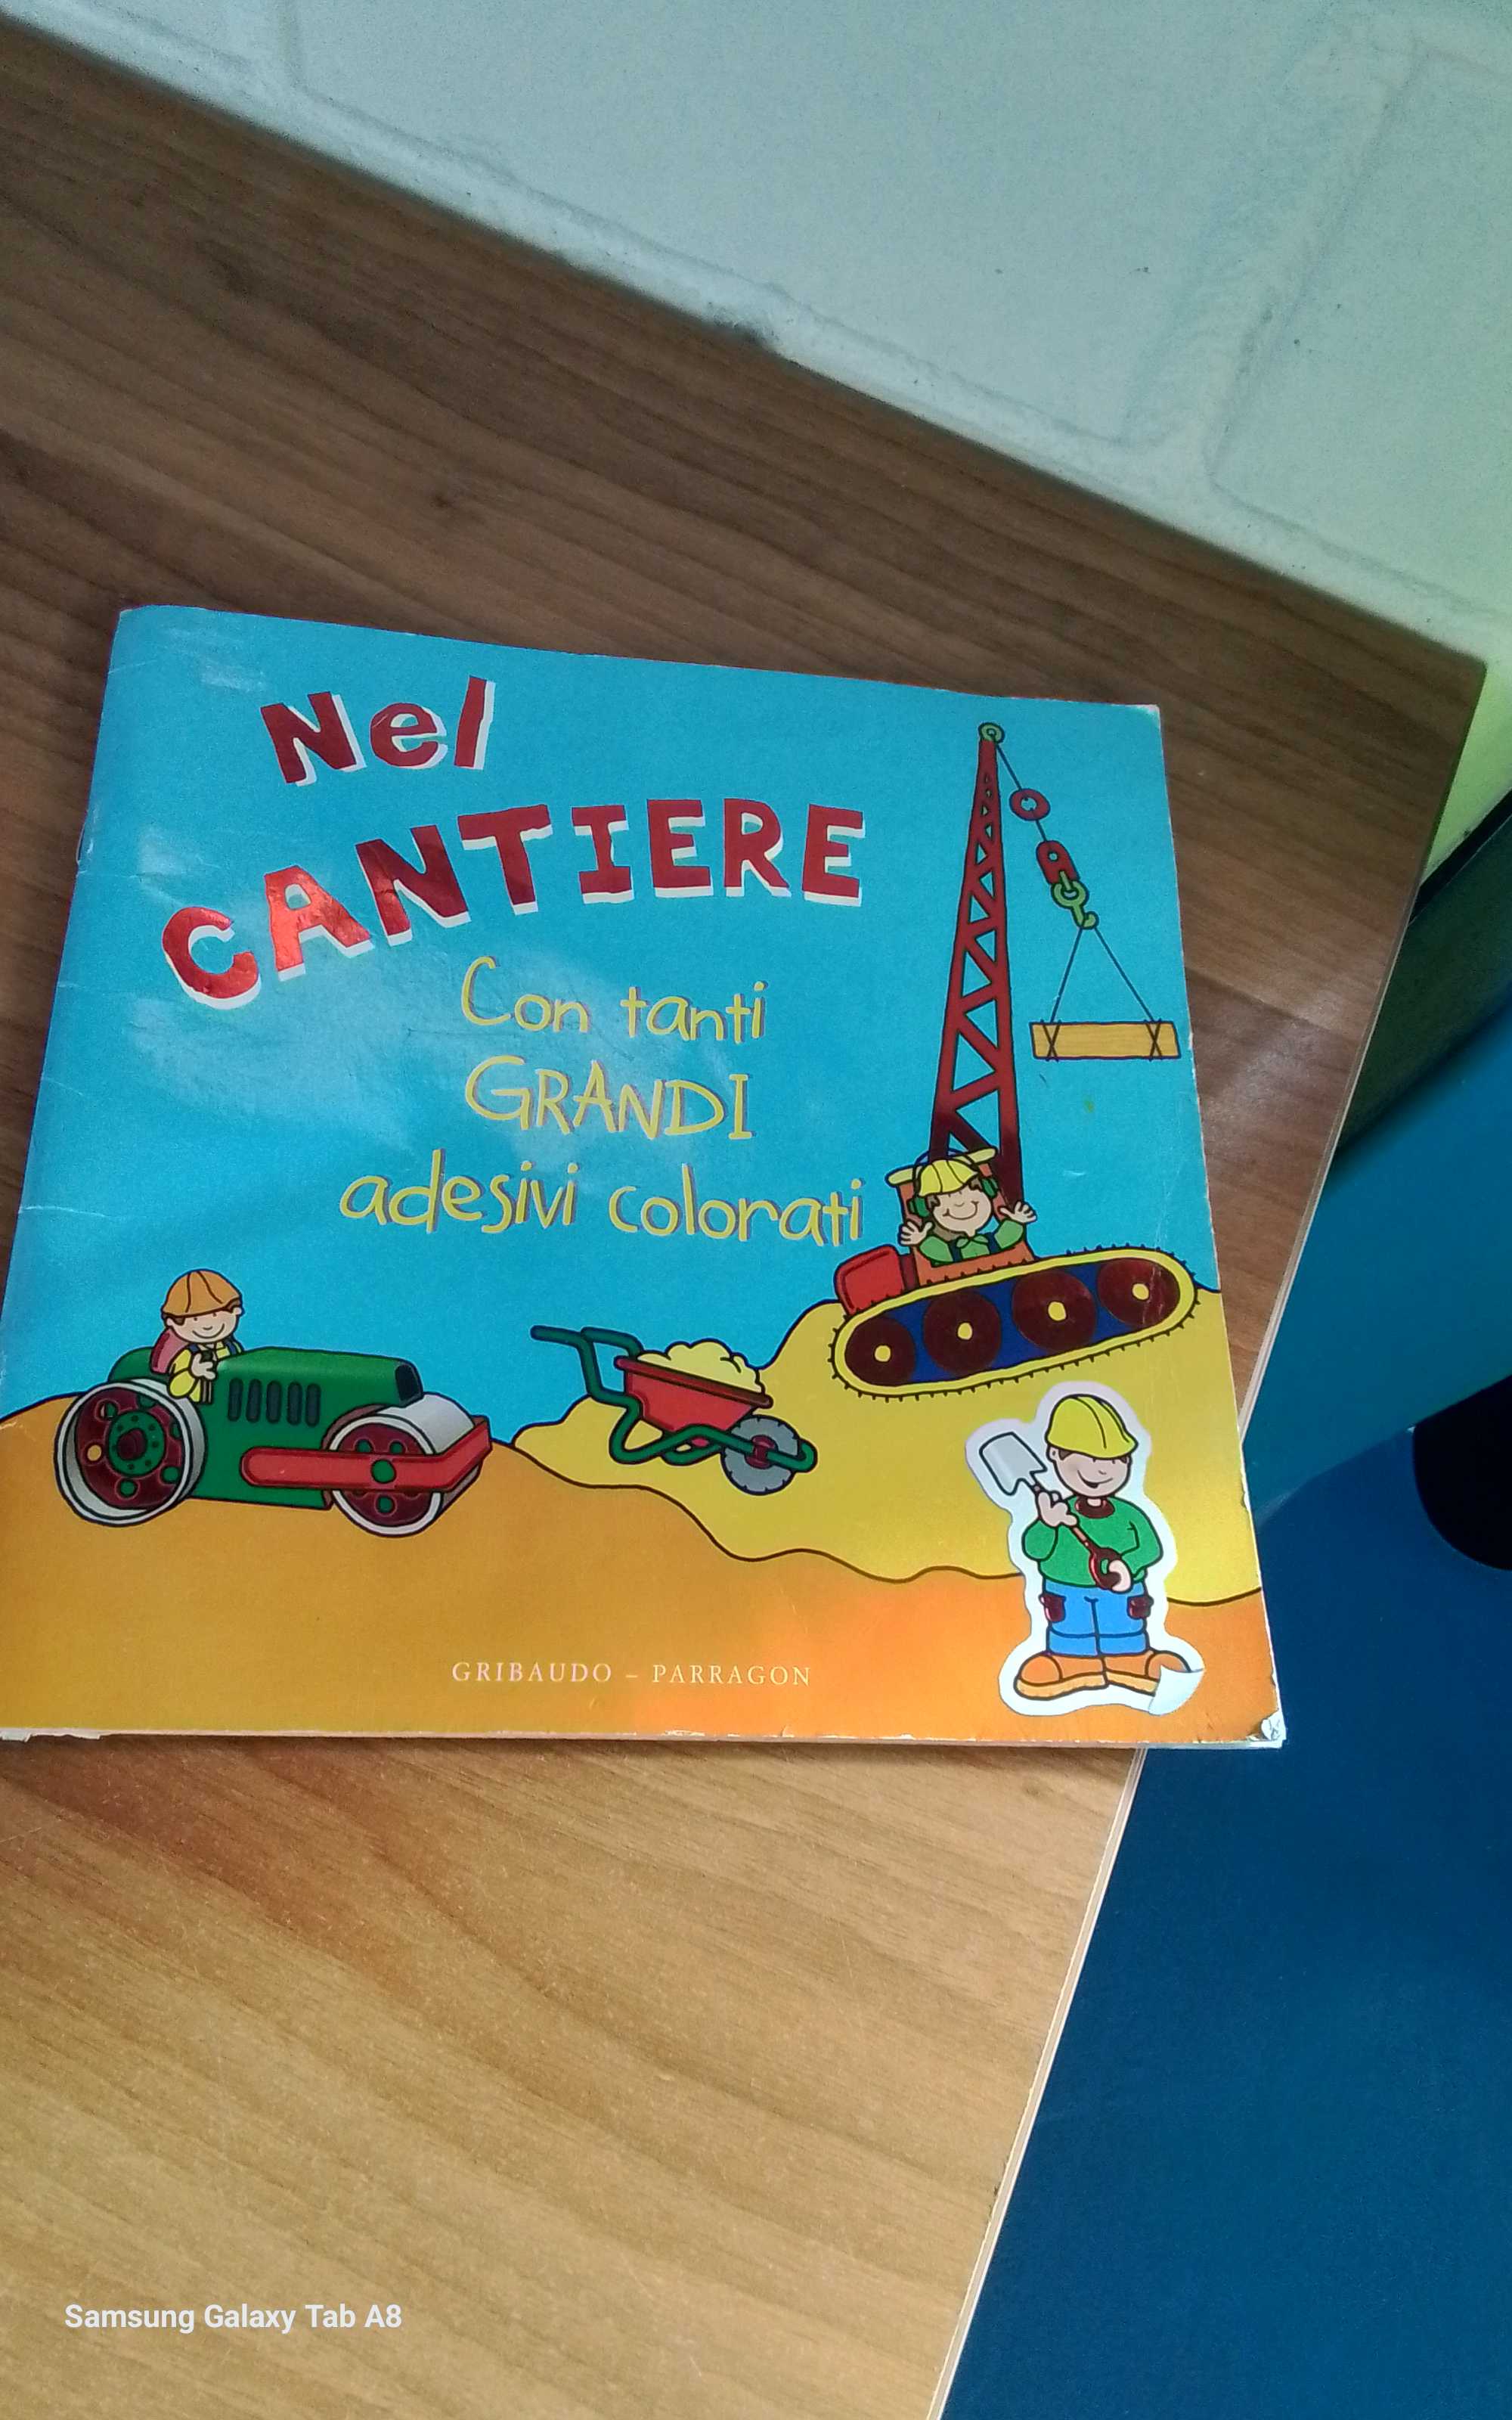 Nel
CANTIERE
Con tanti
GRANDI
adesivi colorati
GRIBAUDO – PARRAGON
Samsung Galaxy Tab A8